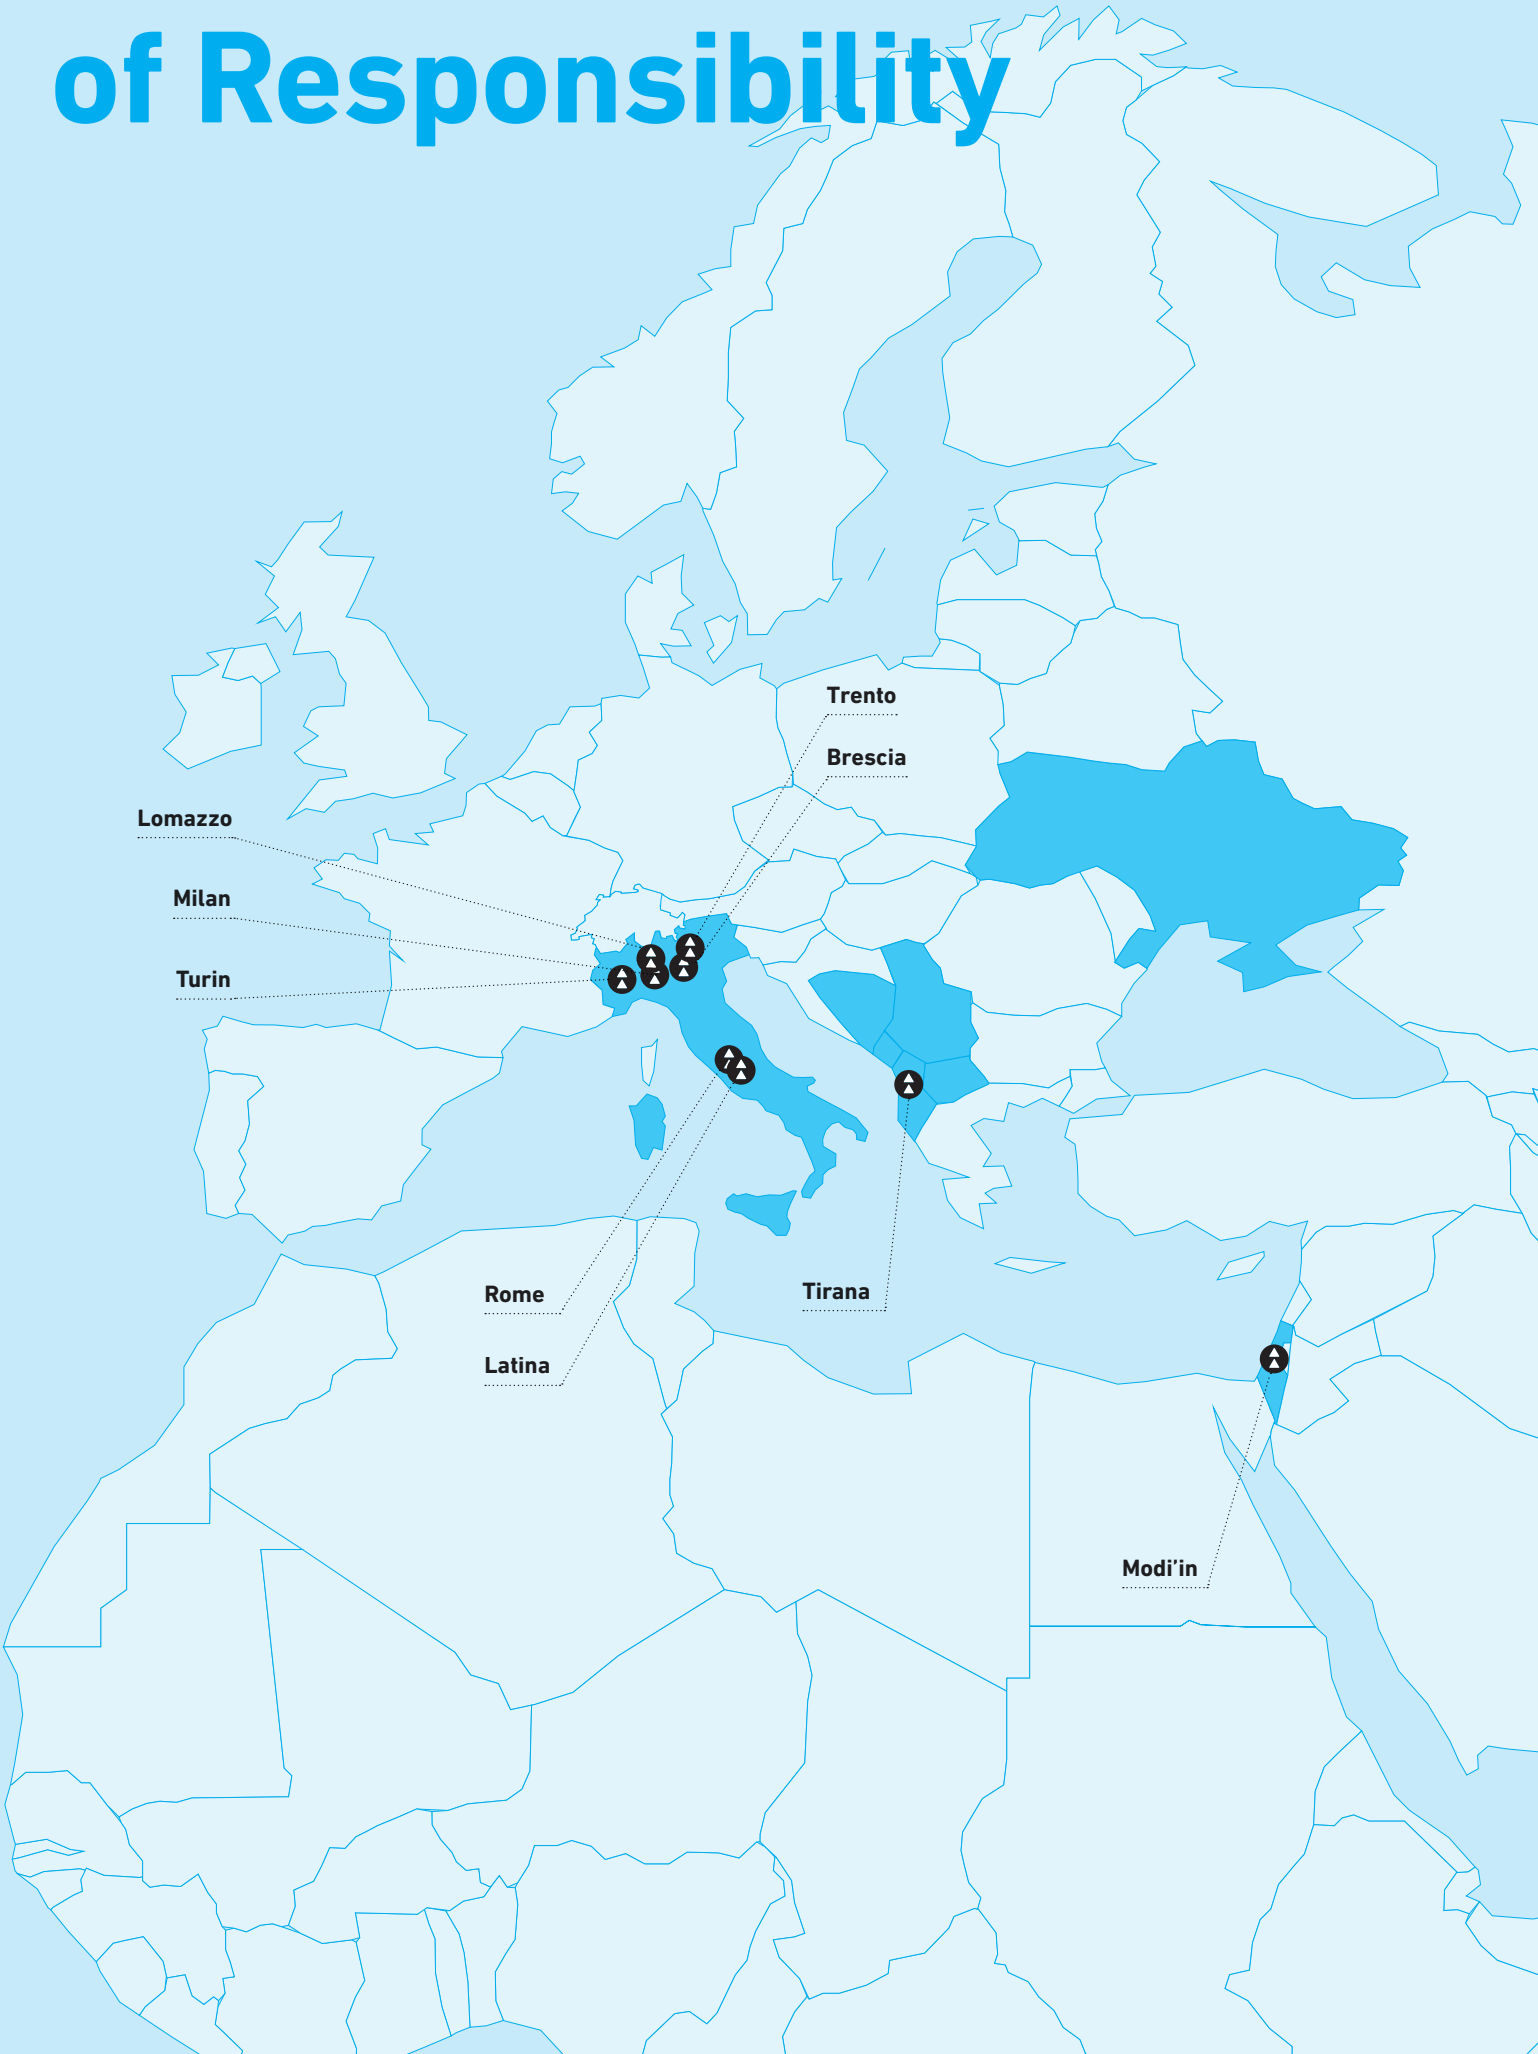 of Responsibility
Trento
Brescia
Lomazzo
Milan
Turin
Rome
Tirana
Latina
Modi’in